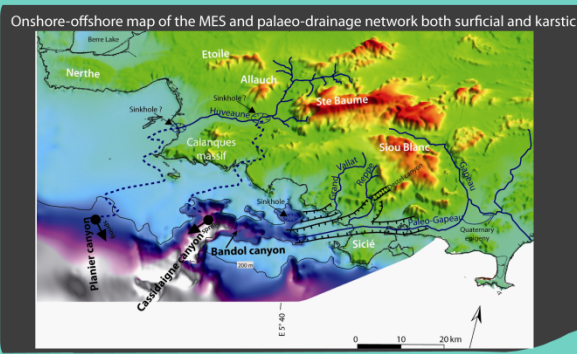 Onshore-offshore map of the MES and palaeo-drainage network both surficial and karstic
Berre Lake
Etoile
Nerthe
Allauch
Sinkhole ?
Sinkhole ?
Ste Baume
Huveaune
Calanques
massif
Siou Blanc
Grand
Vallat
Reppe
Gapeau
Sinkhole
Paleo-Gapeau
Quaternary
Sicié
Planier canyon
Cassidaigne canyon
Bandol canyon
200 m
E 5° 40
0 10 20 km